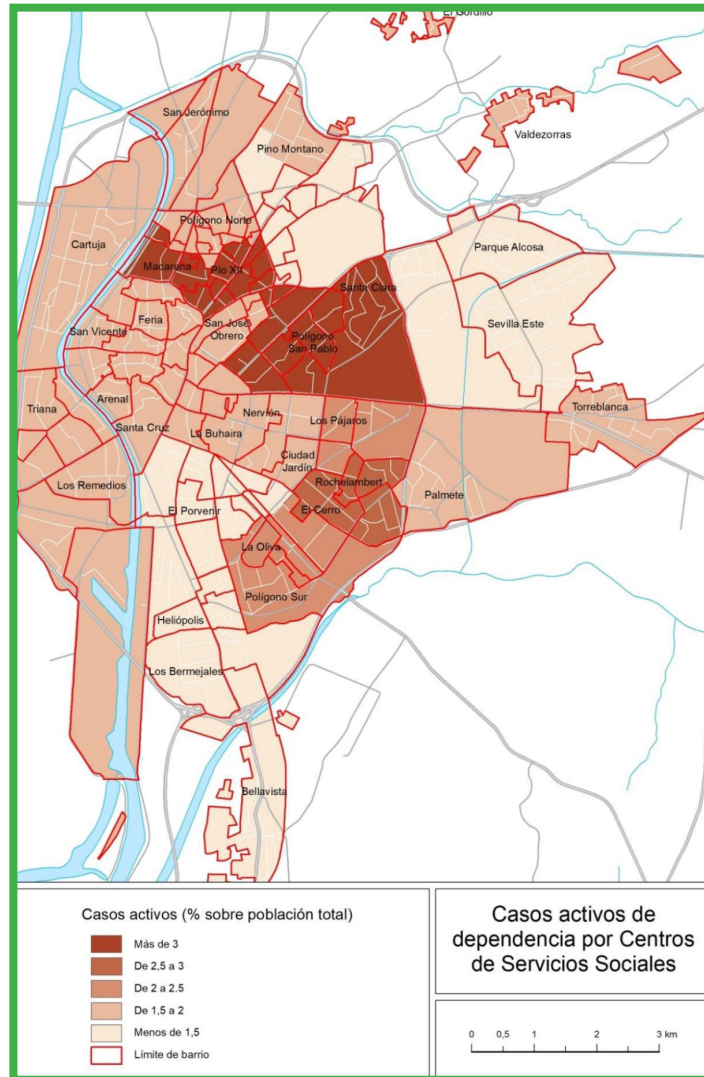 El Gordillo
San Jerónimo
Valdezorras
Pino Montano
Polígono Norte
Cartuja
Parque Alcosa
Macarena
Pío XII
Santa Clara
Feria
San Vicente
San José
Obrero
Polígono
San Pablo
Sevilla Este
Arenal
Triana
Nervión
Los Pájaros
Torreblanca
Santa Cruz
La Buhaira
Ciudad
Jardín
Los Remedios
Rochelambert
Palmete
El Porvenir
El Cerro
La Oliva
Polígono Sur
Heliópolis
Los Bermejales
Bellavista
Casos activos (% sobre población total)
Más de 3
De 2,5 a 3
De 2 a 2.5
De 1,5 a 2
Menos de 1,5
Límite de barrio
Casos activos de
dependencia por Centros
de Servicios Sociales
0 0,5 1 2 3 km